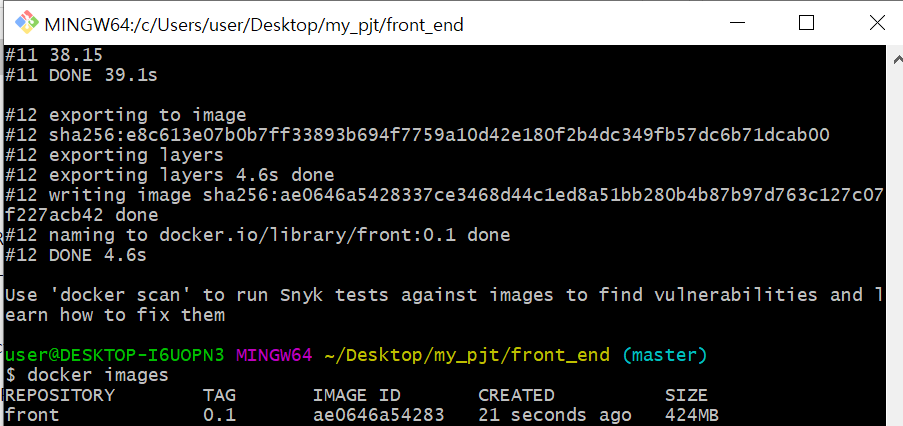 MINGW64:/c/Users/user/Desktop/my_pjt/front_end
#11 38.15
#11 DONE 39.1s
#12 exporting to image
#12 sha256:e8c613e07b0b7ff33893b694f7759a10d42e180f2b4dc349fb57dc6b71dcab00
#12 exporting layers
#12 exporting layers 4.6s done
#12 writing image sha256:ae0646a5428337ce3468d44c1ed8a51bb280b4b87b97d763c127c07
f227acb42 done
#12 naming to docker.io/library/front:0.1 done
#12 DONE 4.6s
Use 'docker scan' to run Snyk tests against images to find vulnerabilities and l
earn how to fix them
user@DESKTOP-I6UOPN3 MINGW64 ~/Desktop/my_pjt/front_end (master)
$ docker images
REPOSITORY TAG IMAGE ID CREATED SIZE
front 0.1 ae0646a54283 21 seconds ago 424MB